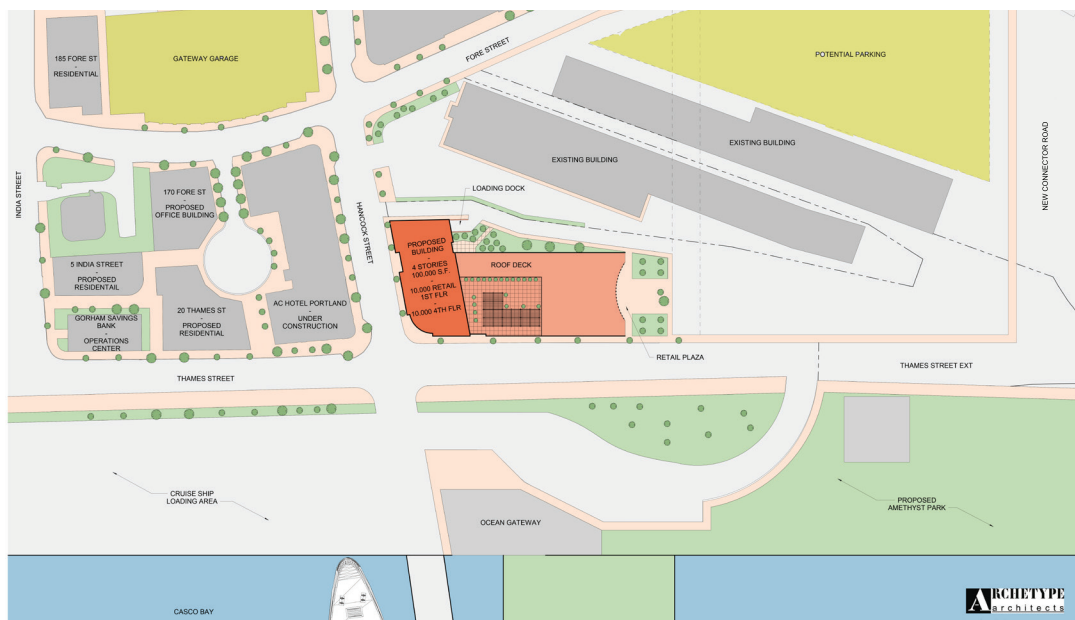 FORE STREET
185 FORE ST
-
RESIDENTIAL
GATEWAY GARAGE
POTENTIAL PARKING
EXISTING BUILDING
EXISTING BUILDING
NEW CONNECTOR ROAD
INDIA STREET
170 FORE ST
-
PROPOSED
OFFICE BUILDING
HANCOCK STREET
LOADING DOCK
PROPOSED
BUILDING
-
4 STORIES
100,000 S.F.
-
10,000 RETAIL
1ST FLR
-
10,000 4TH FLR
ROOF DECK
5 INDIA STREET
-
PROPOSED
RESIDENTIAL
20 THAMES ST
-
PROPOSED
RESIDENTIAL
AC HOTEL PORTLAND
-
UNDER
CONSTRUCTION
GORHAM SAVINGS
BANK
-
OPERATIONS
CENTER
RETAIL PLAZA
THAMES STREET
THAMES STREET EXT
CRUISE SHIP
LOADING AREA
OCEAN GATEWAY
PROPOSED
AMETHYST PARK
CASCO BAY
ARCHETYPE
architects